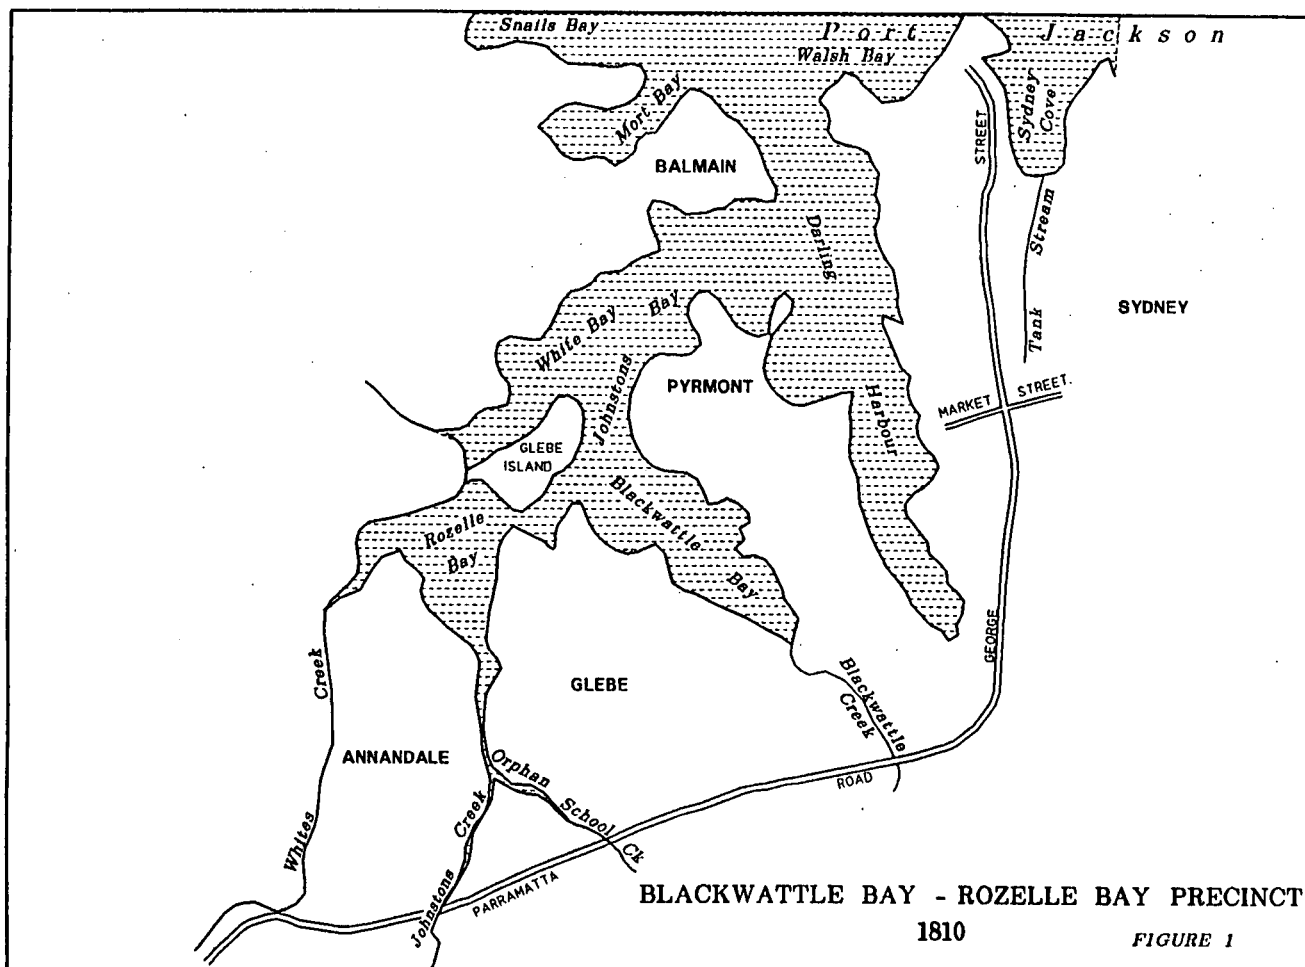 Snails Bay
Port Jackson
Walsh Bay
Mort Bay
Sydney
Cove
STREET
BALMAIN
Darling
Tank Stream
SYDNEY
White Bay
Johnstons Bay
PYRMONT
Harbour
MARKET STREET.
GLEBE
ISLAND
Blackwattle
Bay
Rozelle
Bay
GEORGE
Whites Creek
GLEBE
Blackwattle
Creek
ANNANDALE
Orphan School Ck
Johnstons Creek
PARRAMATTA ROAD
BLACKWATTLE BAY - ROZELLE BAY PRECINCT
1810
FIGURE 1